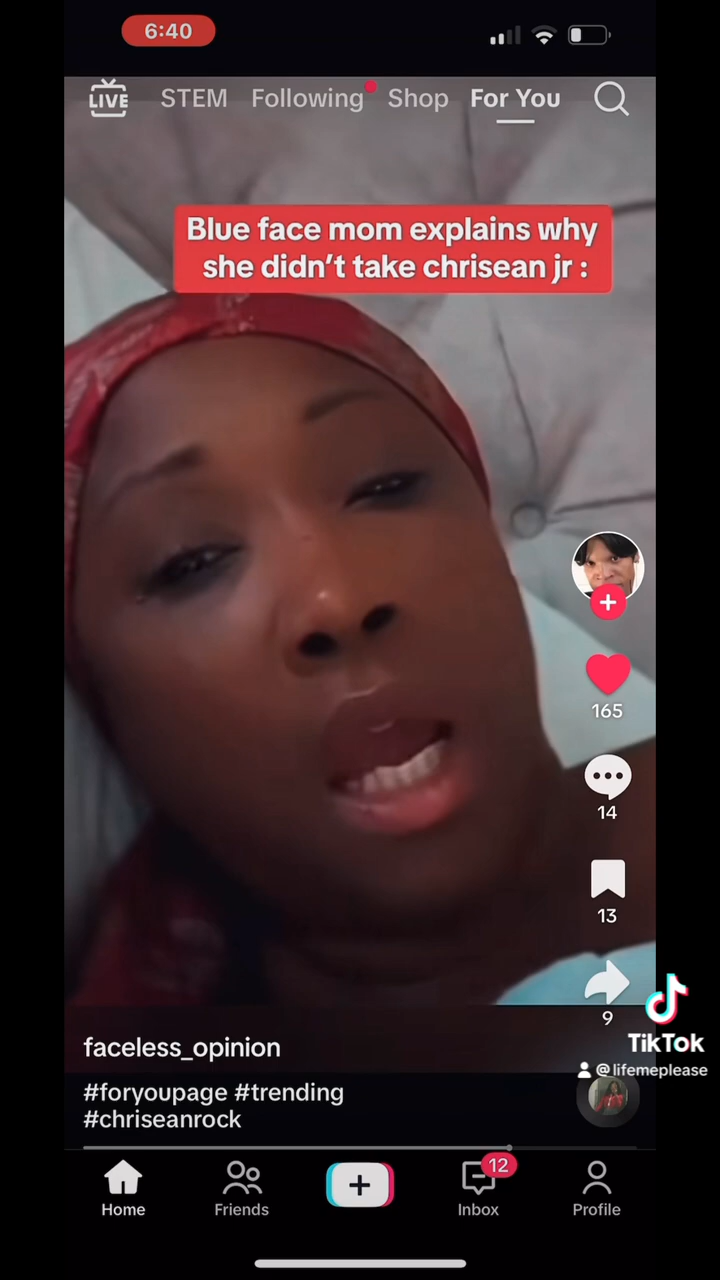 6:40
LIVE STEM Following Shop For You
Blue face mom explains why
she didn't take chrisean jr :
165
14
13
9
TikTok
@lifemeplease
faceless_opinion
#foryoupage #trending
#chriseanrock
12
Home Friends Inbox Profile